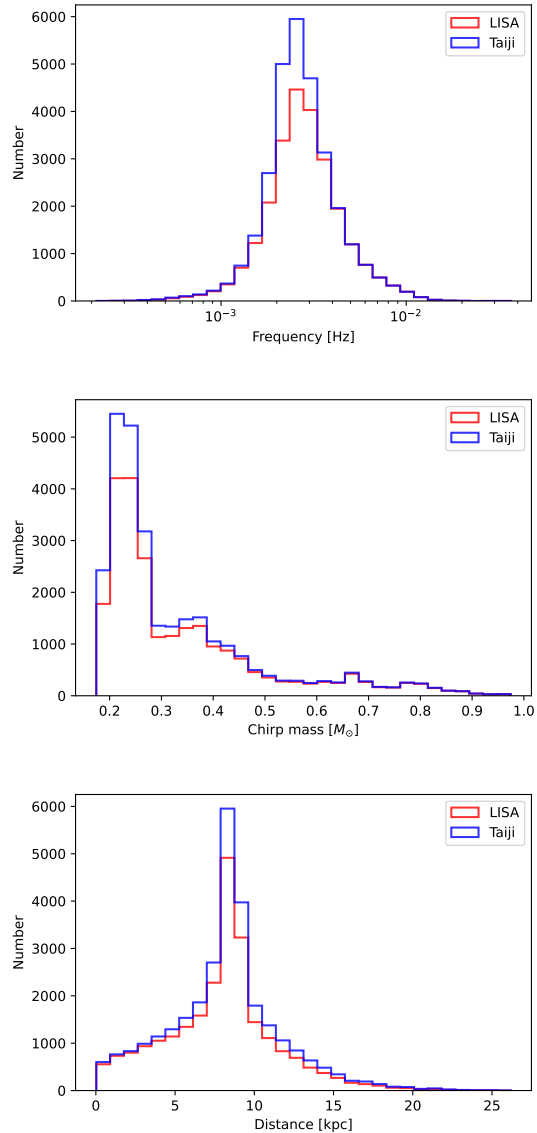 6000
5000
4000
3000
2000
1000
0
Number
LISA
Taiji
10⁻³
10⁻²
Frequency [Hz]
5000
4000
3000
2000
1000
0
Number
LISA
Taiji
0.2 0.3 0.4 0.5 0.6 0.7 0.8 0.9 1.0
Chirp mass [M⊙]
6000
5000
4000
3000
2000
1000
0
Number
LISA
Taiji
0 5 10 15 20 25
Distance [kpc]